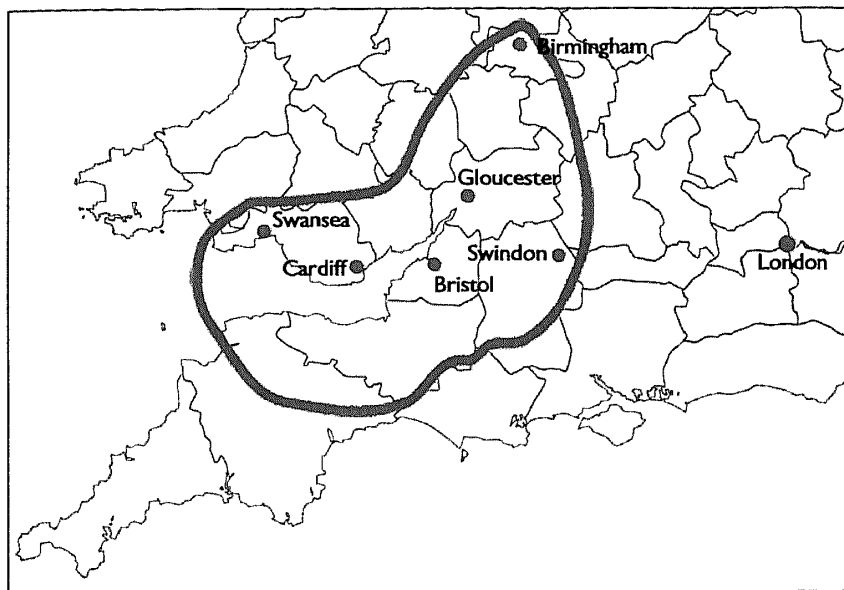 Birmingham
Gloucester
Swansea
Swindon
Cardiff
Bristol
London